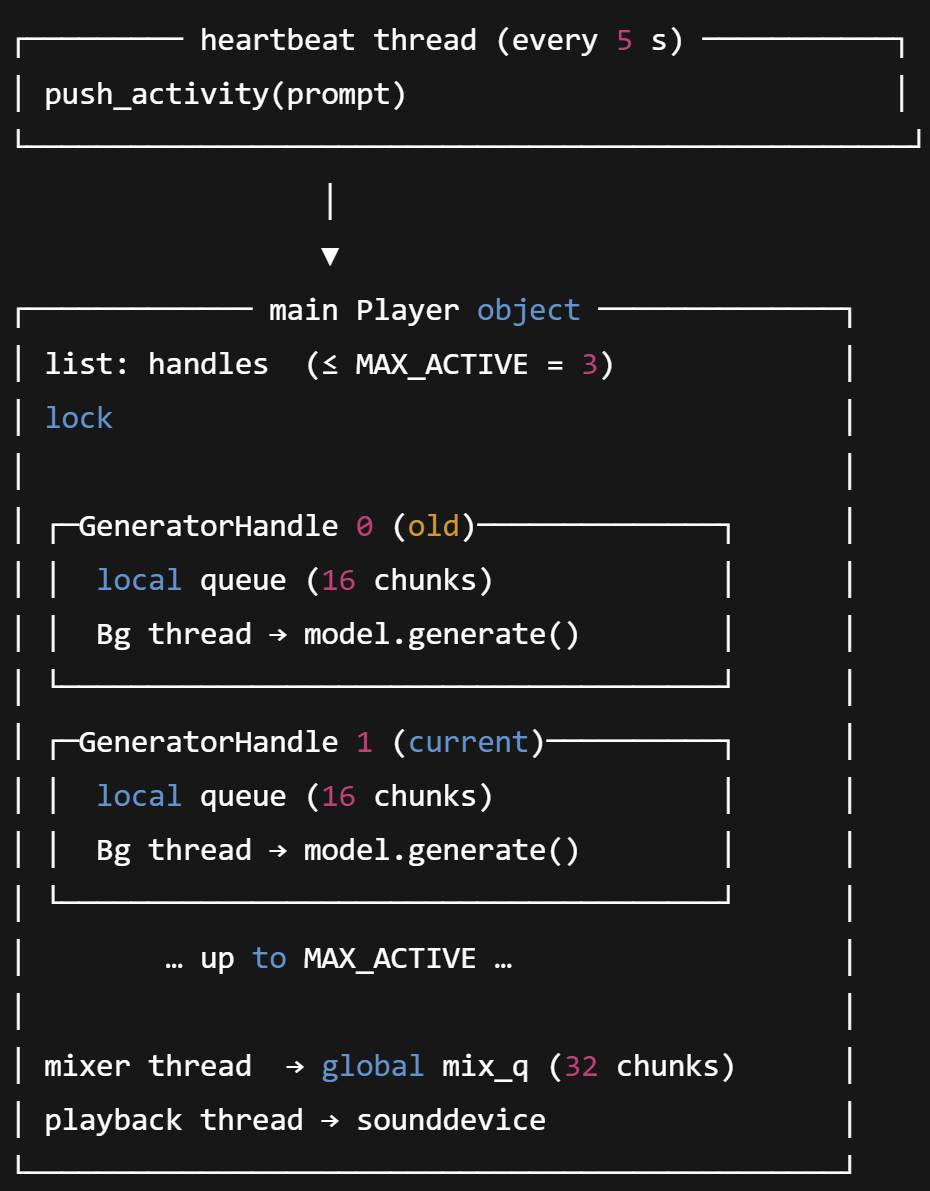 heartbeat thread (every 5 s)
push_activity(prompt)
main Player object
list: handles (≤ MAX_ACTIVE = 3)
lock
GeneratorHandle 0 (old)
local queue (16 chunks)
Bg thread → model.generate()
GeneratorHandle 1 (current)
local queue (16 chunks)
Bg thread → model.generate()
… up to MAX_ACTIVE …
mixer thread → global mix_q (32 chunks)
playback thread → sounddevice